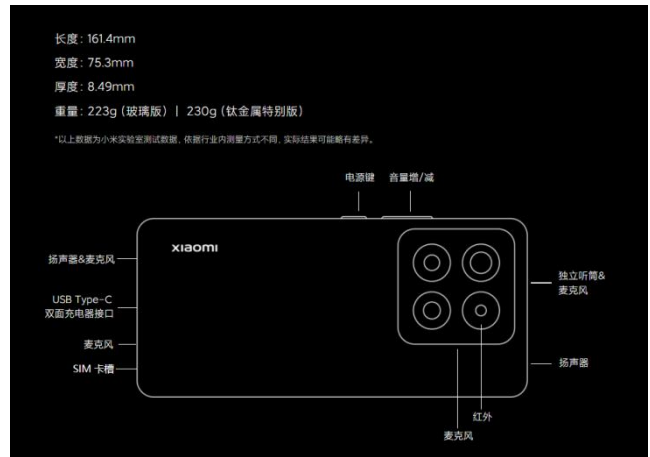 长度: 161.4mm
宽度: 75.3mm
厚度: 8.49mm
重量: 223g (玻璃版) | 230g (钛金属特别版)
*以上数据为小米实验室测试数据, 依据行业内测量方式不同, 实际结果可能略有差异。
电源键 音量增/减
xiaomi
扬声器&麦克风
独立听筒&
麦克风
USB Type-C
双面充电器接口
麦克风
SIM 卡槽
扬声器
红外
麦克风